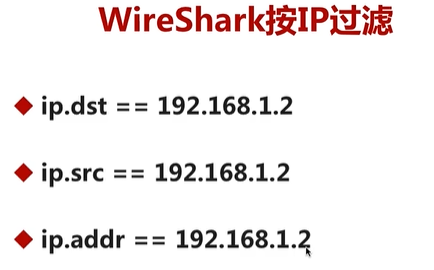 WireShark按IP过滤
ip.dst == 192.168.1.2
ip.src == 192.168.1.2
ip.addr == 192.168.1.2